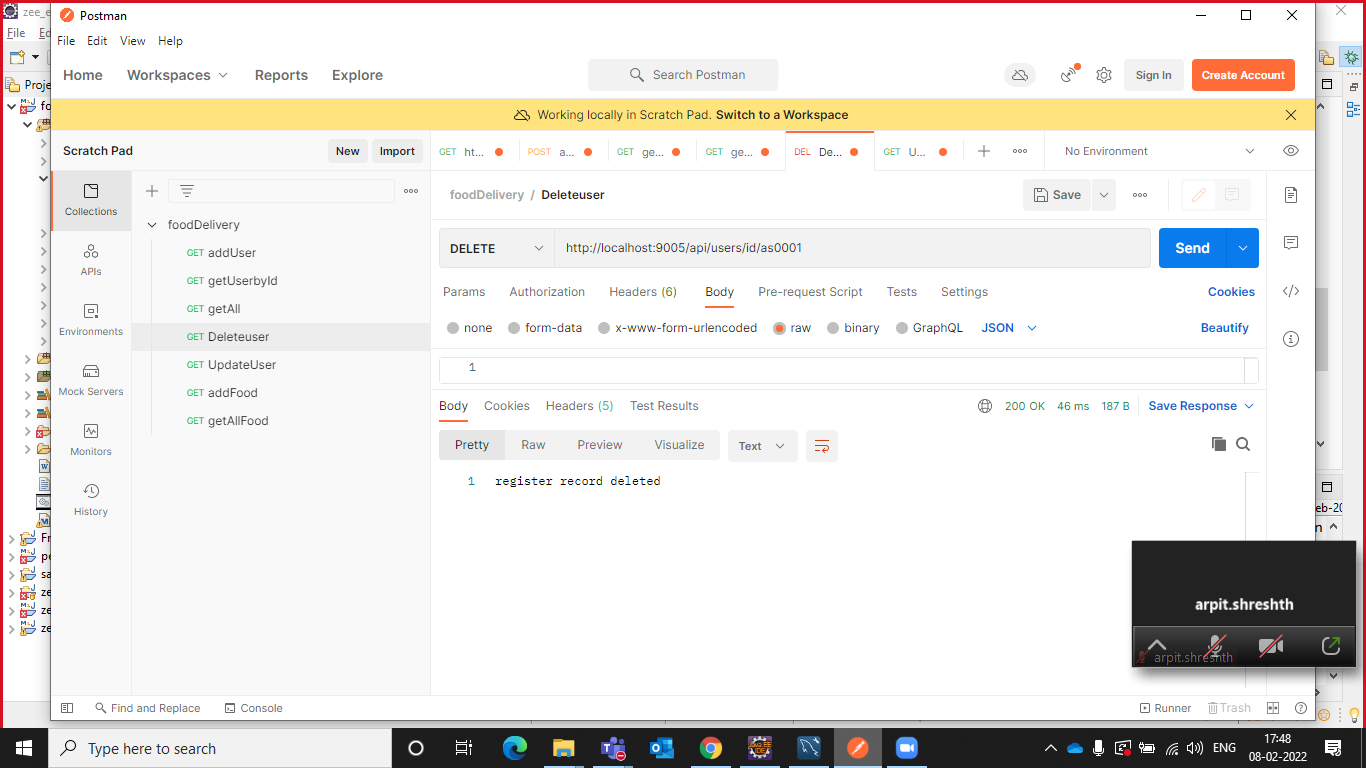 zee_e
Postman
File
Ed
File Edit View Help
Home Workspaces Reports Explore
Search Postman
Sign In
Create Account
Proje
Working locally in Scratch Pad. Switch to a Workspace
fo
Scratch Pad
New
Import
GET ht...
POST a...
GET ge...
GET ge...
DEL De...
GET U...
No Environment
Collections
APIs
Environments
Mock Servers
Monitors
History
foodDelivery
GET addUser
GET getUserbyId
GET getAll
GET Deleteuser
GET UpdateUser
GET addFood
GET getAllFood
foodDelivery / Deleteuser
Save
DELETE
http://localhost:9005/api/users/id/as0001
Send
Params Authorization Headers (6) Body Pre-request Script Tests Settings
Cookies
none form-data x-www-form-urlencoded raw binary GraphQL JSON
Beautify
1
Body Cookies Headers (5) Test Results
200 OK 46 ms 187 B Save Response
Pretty Raw Preview Visualize Text
1 register record deleted
eb-20
n
Fr
pe
sa
ze
ze
ze
arpit.shreshth
arpit.shreshth
Find and Replace Console
Runner Trash
Type here to search
ENG
17:48
08-02-2022